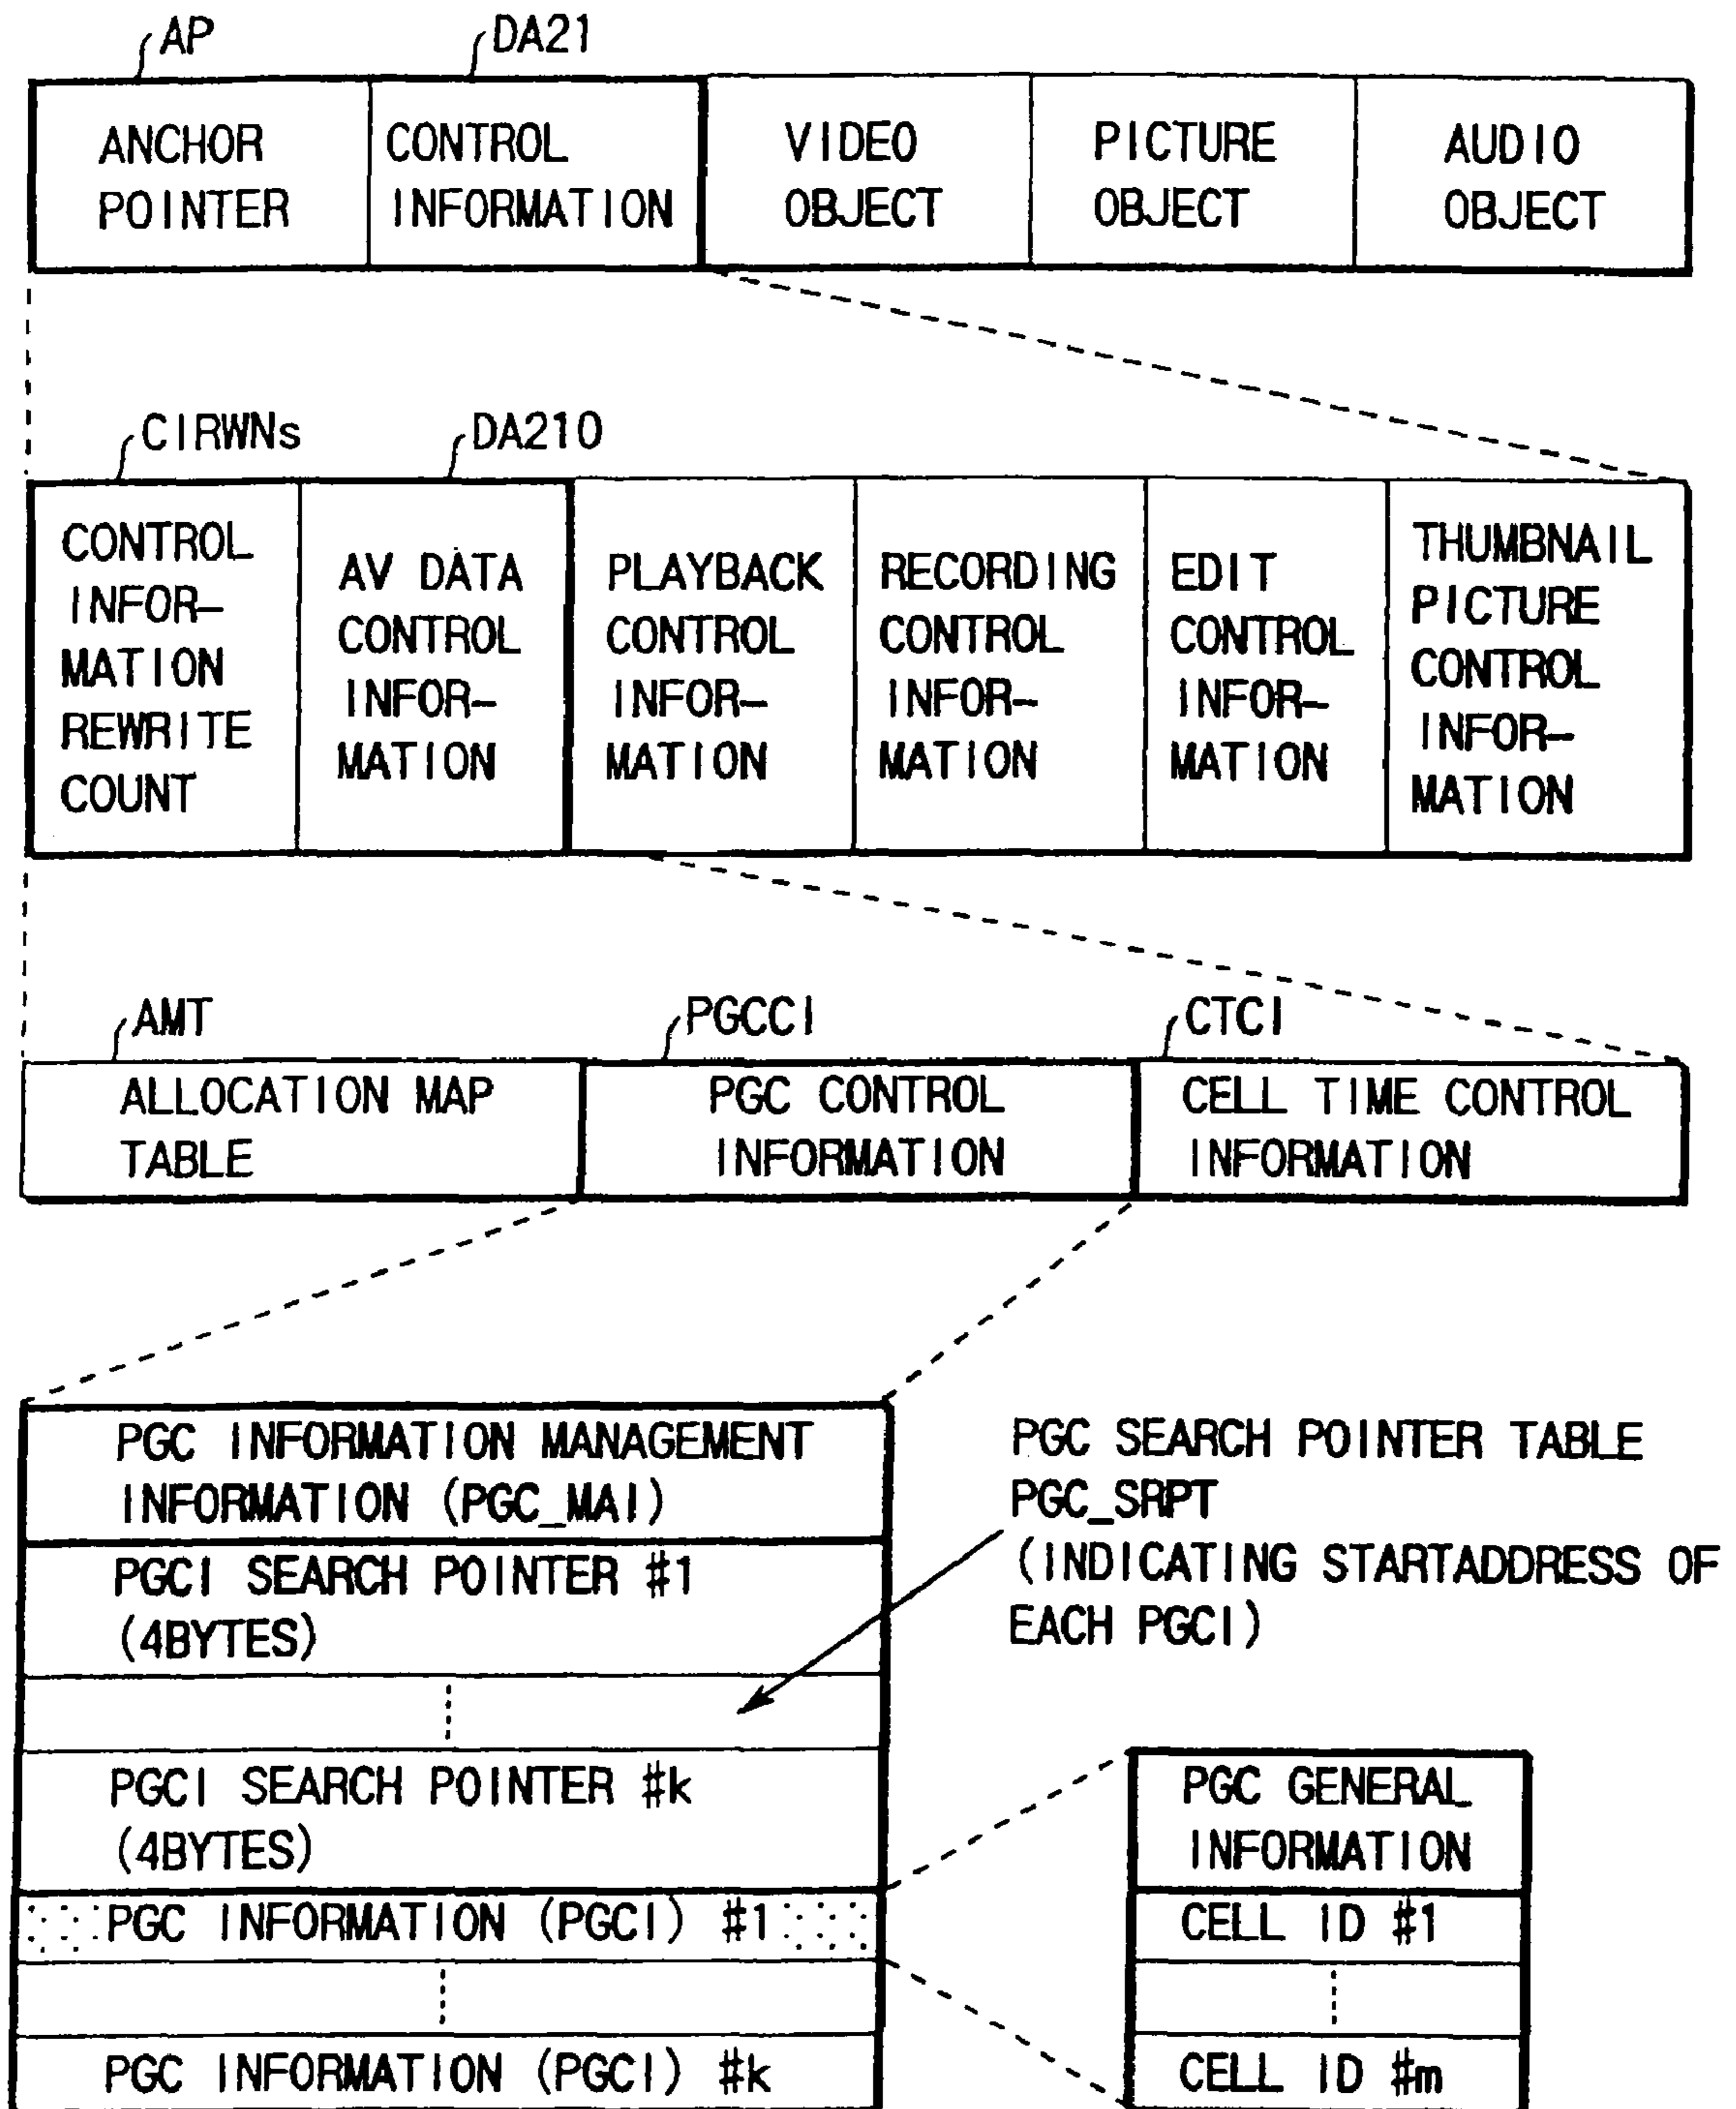 AP
DA21
ANCHOR
POINTER
CONTROL
INFORMATION
VIDEO
OBJECT
PICTURE
OBJECT
AUDIO
OBJECT
CIRWNs
DA210
CONTROL
INFOR-
MATION
REWRITE
COUNT
AV DATA
CONTROL
INFOR-
MATION
PLAYBACK
CONTROL
INFOR-
MATION
RECORDING
CONTROL
INFOR-
MATION
EDIT
CONTROL
INFOR-
MATION
THUMBNAIL
PICTURE
CONTROL
INFOR-
MATION
AMT
PGCCI
CTCI
ALLOCATION MAP
TABLE
PGC CONTROL
INFORMATION
CELL TIME CONTROL
INFORMATION
PGC INFORMATION MANAGEMENT
INFORMATION (PGC_MAI)
PGCI SEARCH POINTER #1
(4BYTES)
PGCI SEARCH POINTER #k
(4BYTES)
PGC INFORMATION (PGCI) #1
PGC INFORMATION (PGCI) #k
PGC SEARCH POINTER TABLE
PGC_SRPT
(INDICATING STARTADDRESS OF
EACH PGCI)
PGC GENERAL
INFORMATION
CELL ID #1
CELL ID #m